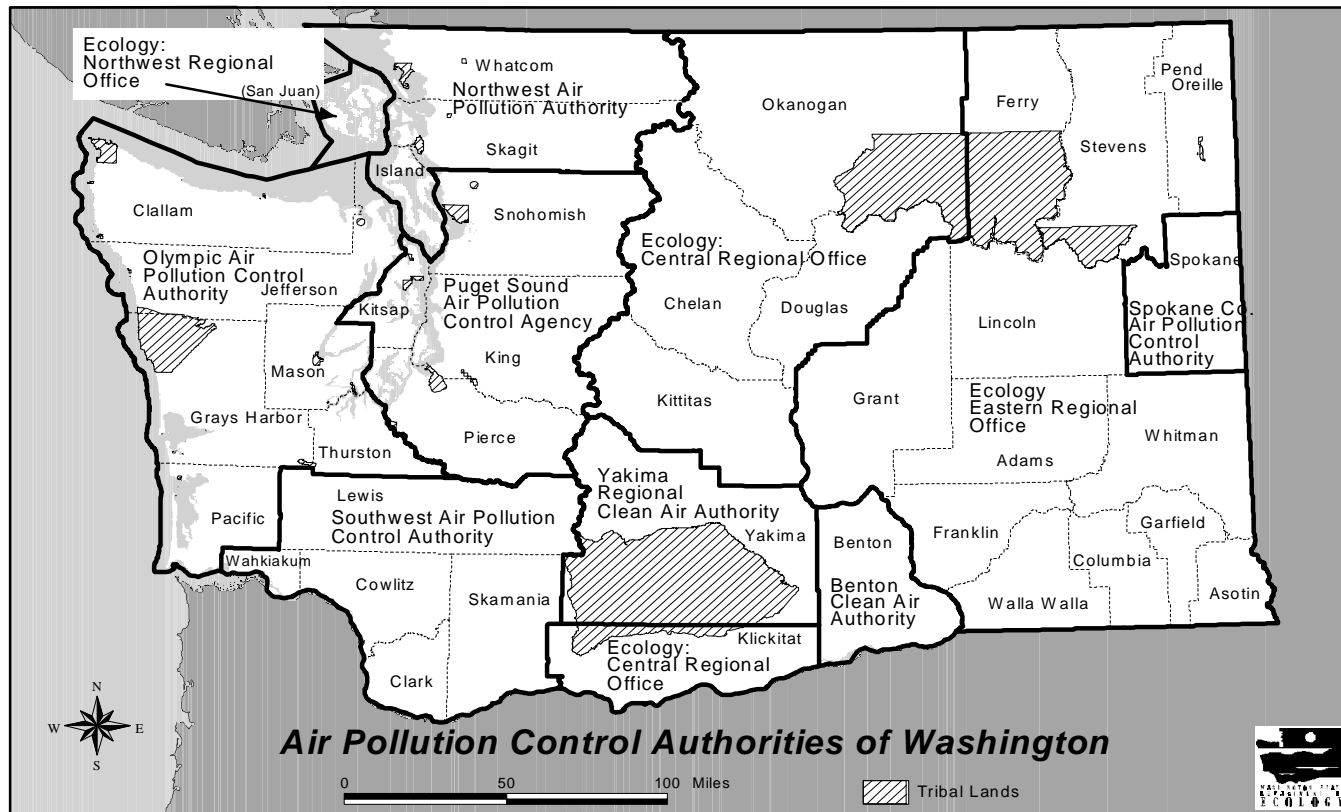 Ecology:
Northwest Regional
Office
(San Juan)
Whatcom
Northwest Air
Pollution Authority
Skagit
Island
Okanogan
Ferry
Pend
Oreille
Stevens
Clallam
Snohomish
Olympic Air
Pollution Control
Authority
Jefferson
Kitsap
Puget Sound
Air Pollution
Control Agency
King
Ecology:
Central Regional Office
Chelan
Douglas
Lincoln
Spokane
Spokane Co.
Air Pollution
Control
Authority
Mason
Grays Harbor
Thurston
Pierce
Kittitas
Grant
Ecology
Eastern Regional
Office
Adams
Whitman
Pacific
Lewis
Southwest Air Pollution
Control Authority
Wahkiakum
Cowlitz
Skamania
Clark
Yakima
Regional
Clean Air Authority
Yakima
Benton
Benton
Clean Air
Authority
Franklin
Walla Walla
Columbia
Garfield
Asotin
Klickitat
Ecology:
Central Regional
Office
N
W E
S
Air Pollution Control Authorities of Washington
0 50 100 Miles
Tribal Lands